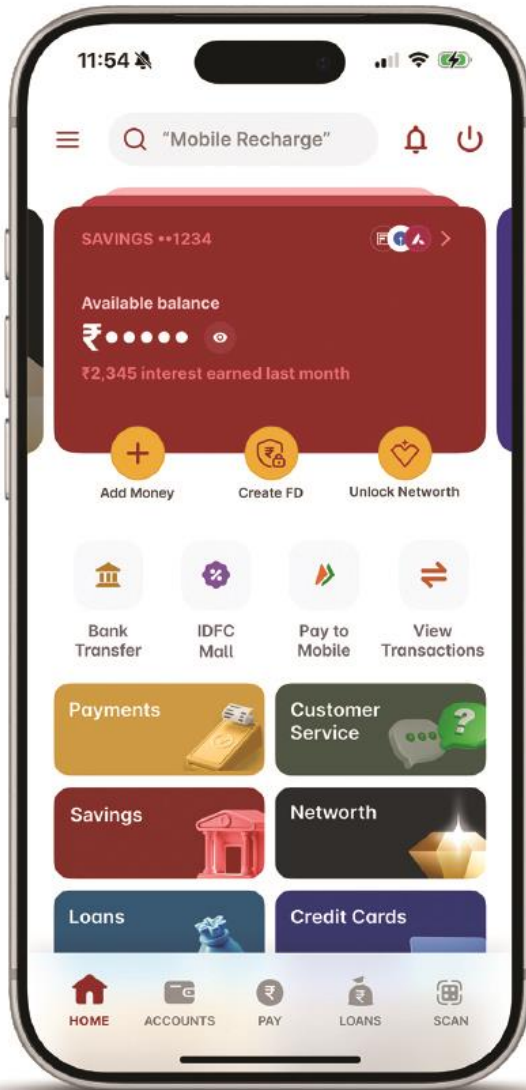 11:54
"Mobile Recharge"
SAVINGS ••1234
Available balance
₹•••••
₹2,345 interest earned last month
Add Money
Create FD
Unlock Networth
Bank
Transfer
IDFC
Mall
Pay to
Mobile
View
Transactions
Payments
Customer
Service
Savings
Networth
Loans
Credit Cards
HOME
ACCOUNTS
PAY
LOANS
SCAN